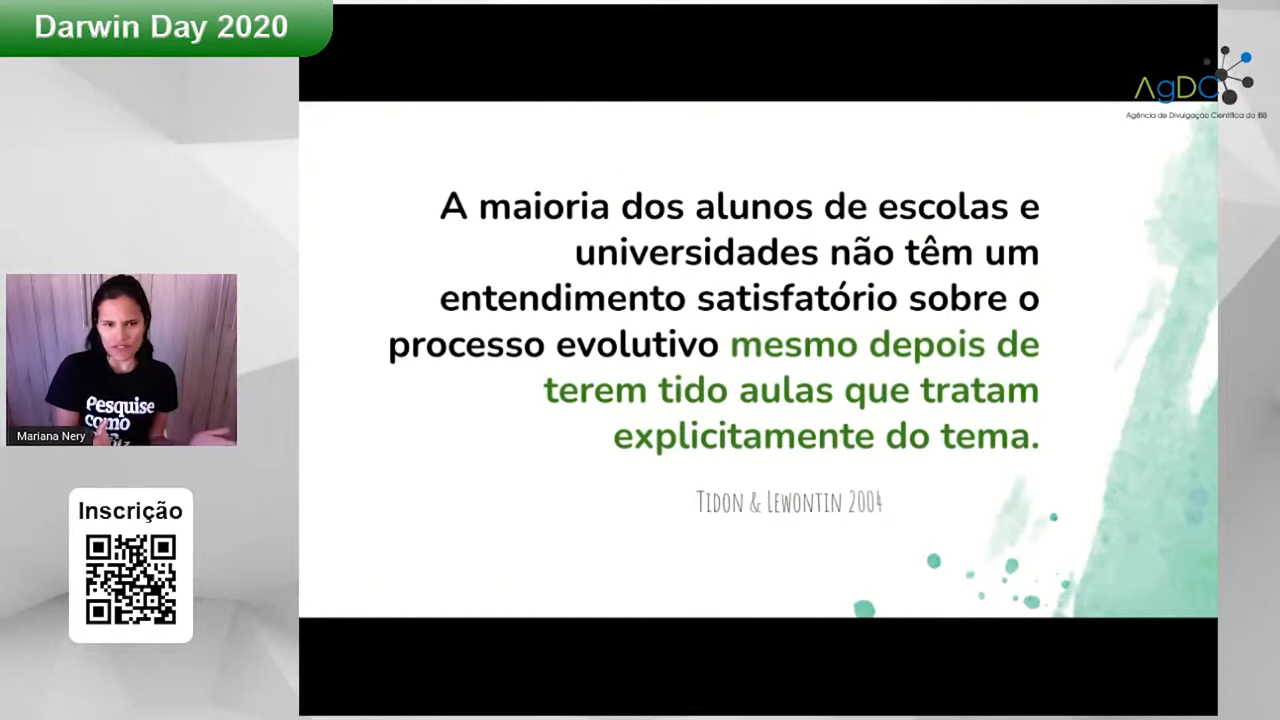 Darwin Day 2020
AgDC
Agência de Divulgação Científica do IBB
A maioria dos alunos de escolas e
universidades não têm um
entendimento satisfatório sobre o
processo evolutivo mesmo depois de
terem tido aulas que tratam
explicitamente do tema.
Tidon & Lewontin 2004
Pesquise
como
Mariana Nery
Inscrição